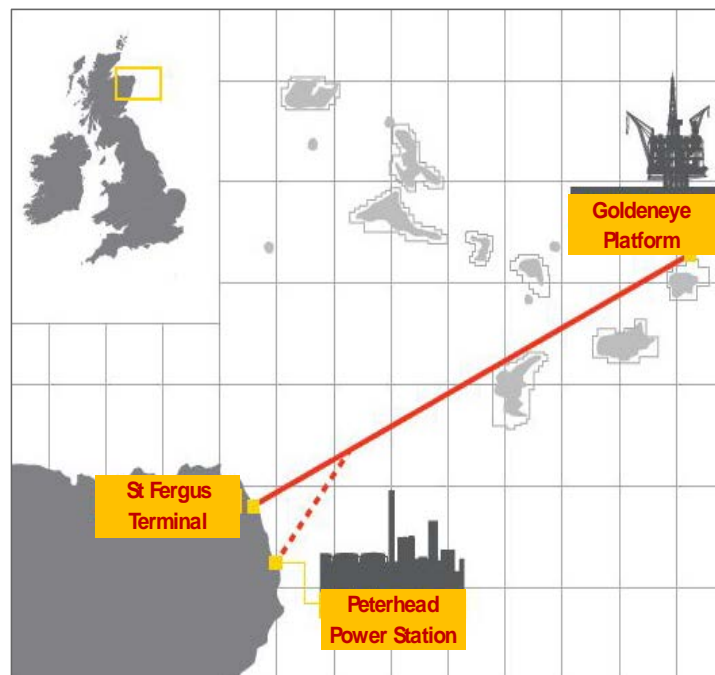 Goldeneye
Platform
St Fergus
Terminal
Peterhead
Power Station